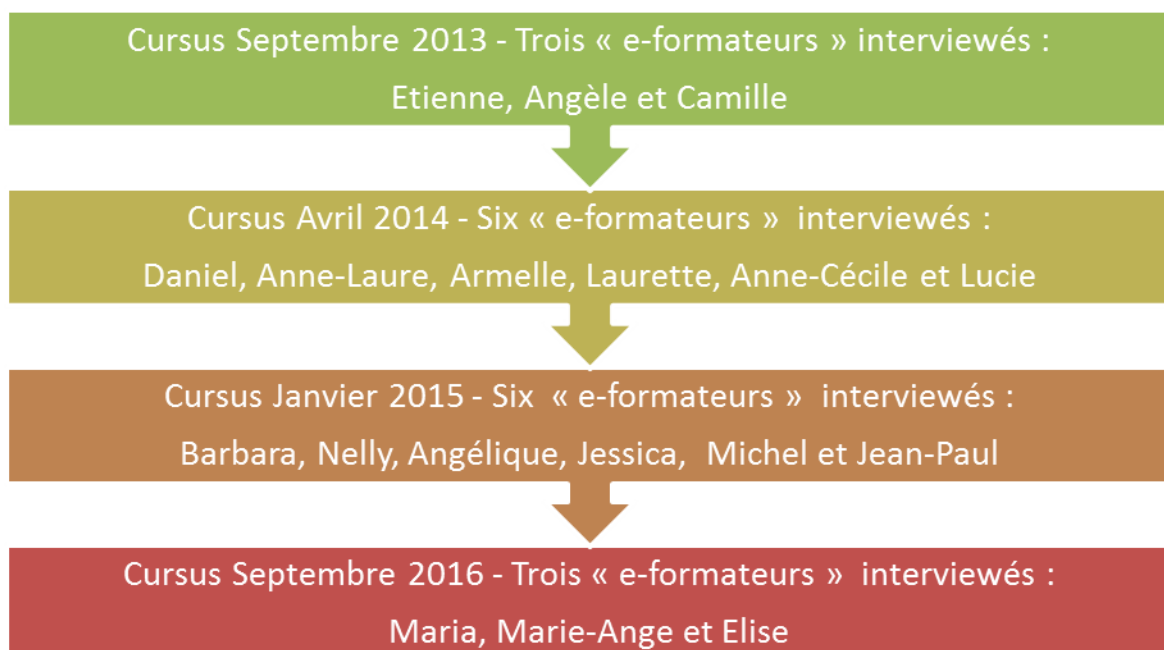 Cursus Septembre 2013 - Trois « e-formateurs » interviewés :
Etienne, Angèle et Camille
Cursus Avril 2014 - Six « e-formateurs »  interviewés :
Daniel, Anne-Laure, Armelle, Laurette, Anne-Cécile et Lucie
Cursus Janvier 2015 - Six  « e-formateurs »  interviewés :
Barbara, Nelly, Angélique, Jessica,  Michel et Jean-Paul
Cursus Septembre 2016 - Trois « e-formateurs »  interviewés :
Maria, Marie-Ange et Elise